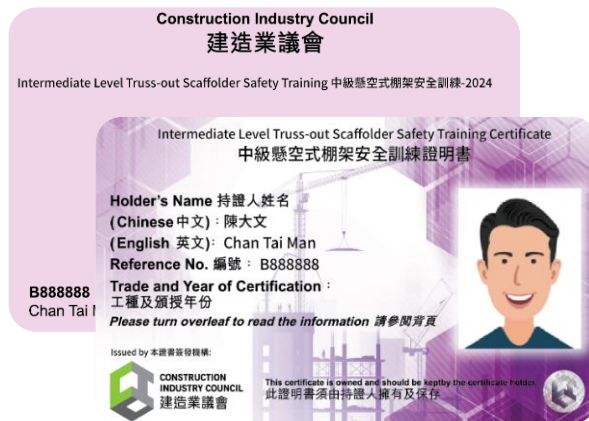 Construction Industry Council
建造業議會
Intermediate Level Truss-out Scaffolder Safety Training 中級懸空式棚架安全訓練-2024
B888888
Chan Tai
Intermediate Level Truss-out Scaffolder Safety Training Certificate
中級懸空式棚架安全訓練證明書
Holder's Name 持證人姓名
(Chinese 中文)：陳大文
(English 英文)：Chan Tai Man
Reference No. 編號： B888888
Trade and Year of Certification：
工種及頒授年份
Please turn overleaf to read the information 請參閱背頁
Issued by 本證書簽發機構:
CONSTRUCTION
INDUSTRY COUNCIL
建造業議會
This certificate is owned and should be keptby the certificate holder.
此證明書須由持證人擁有及保存